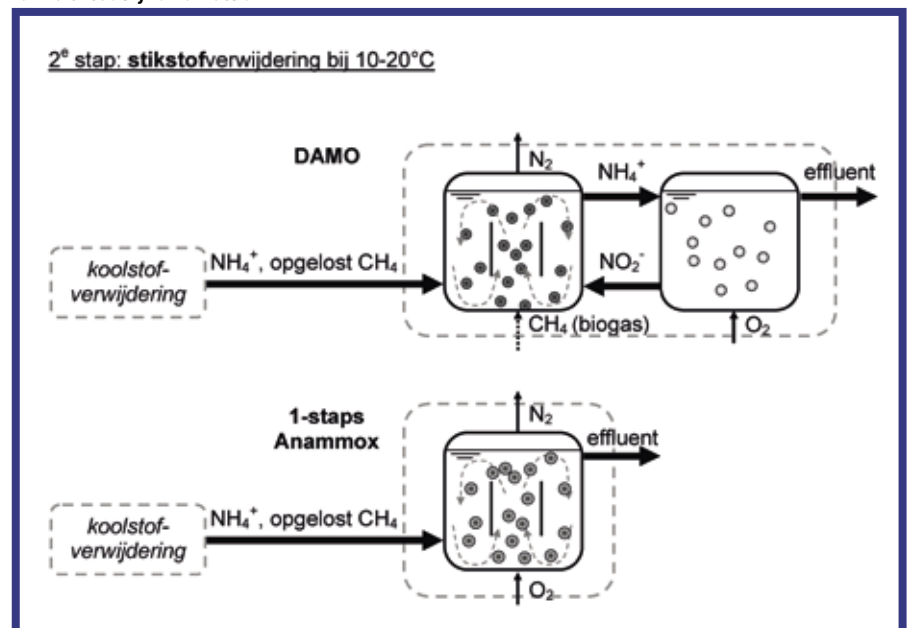 2e stap: stikstofverwijdering bij 10-20°C
DAMO
N2
NH4+
effluent
koolstof-
verwijdering
NH4+, opgelost CH4
NO2-
CH4 (biogas)
O2
1-staps
Anammox
N2
effluent
koolstof-
verwijdering
NH4+, opgelost CH4
O2